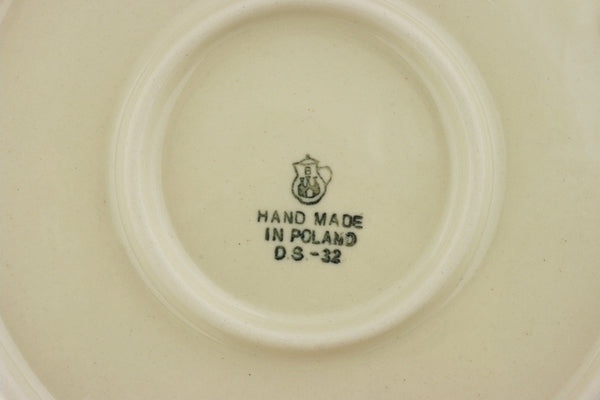 HAND MADE
IN POLAND
D.S-32